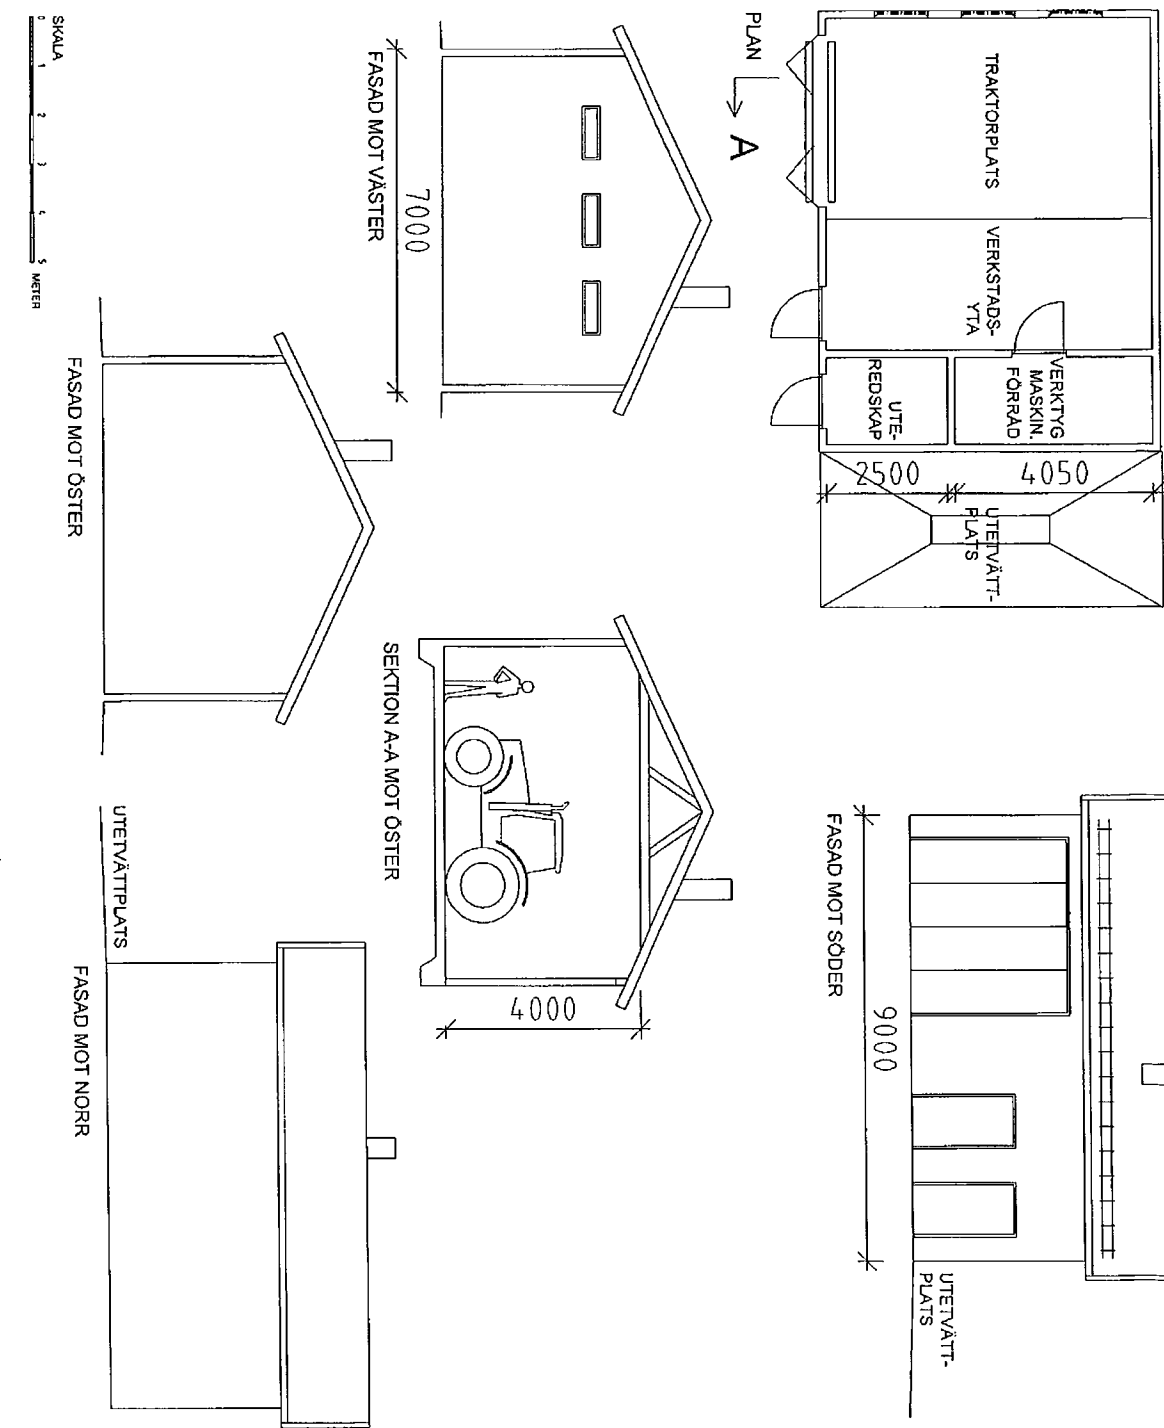 PLAN
A
TRAKTORPLATS
VERKSTADS-
YTA
VERKTYG
MASKIN.
FÖRRÅD
UTE-
REDSKAP
4050
2500
UTETVÄTT-
PLATS
9000
FASAD MOT SÖDER
UTETVÄTT-
PLATS
7000
FASAD MOT VÄSTER
4000
SEKTION A-A MOT ÖSTER
FASAD MOT ÖSTER
UTETVÄTTPLATS
FASAD MOT NORR
SKALA
0 1 2 3 4 5 METER